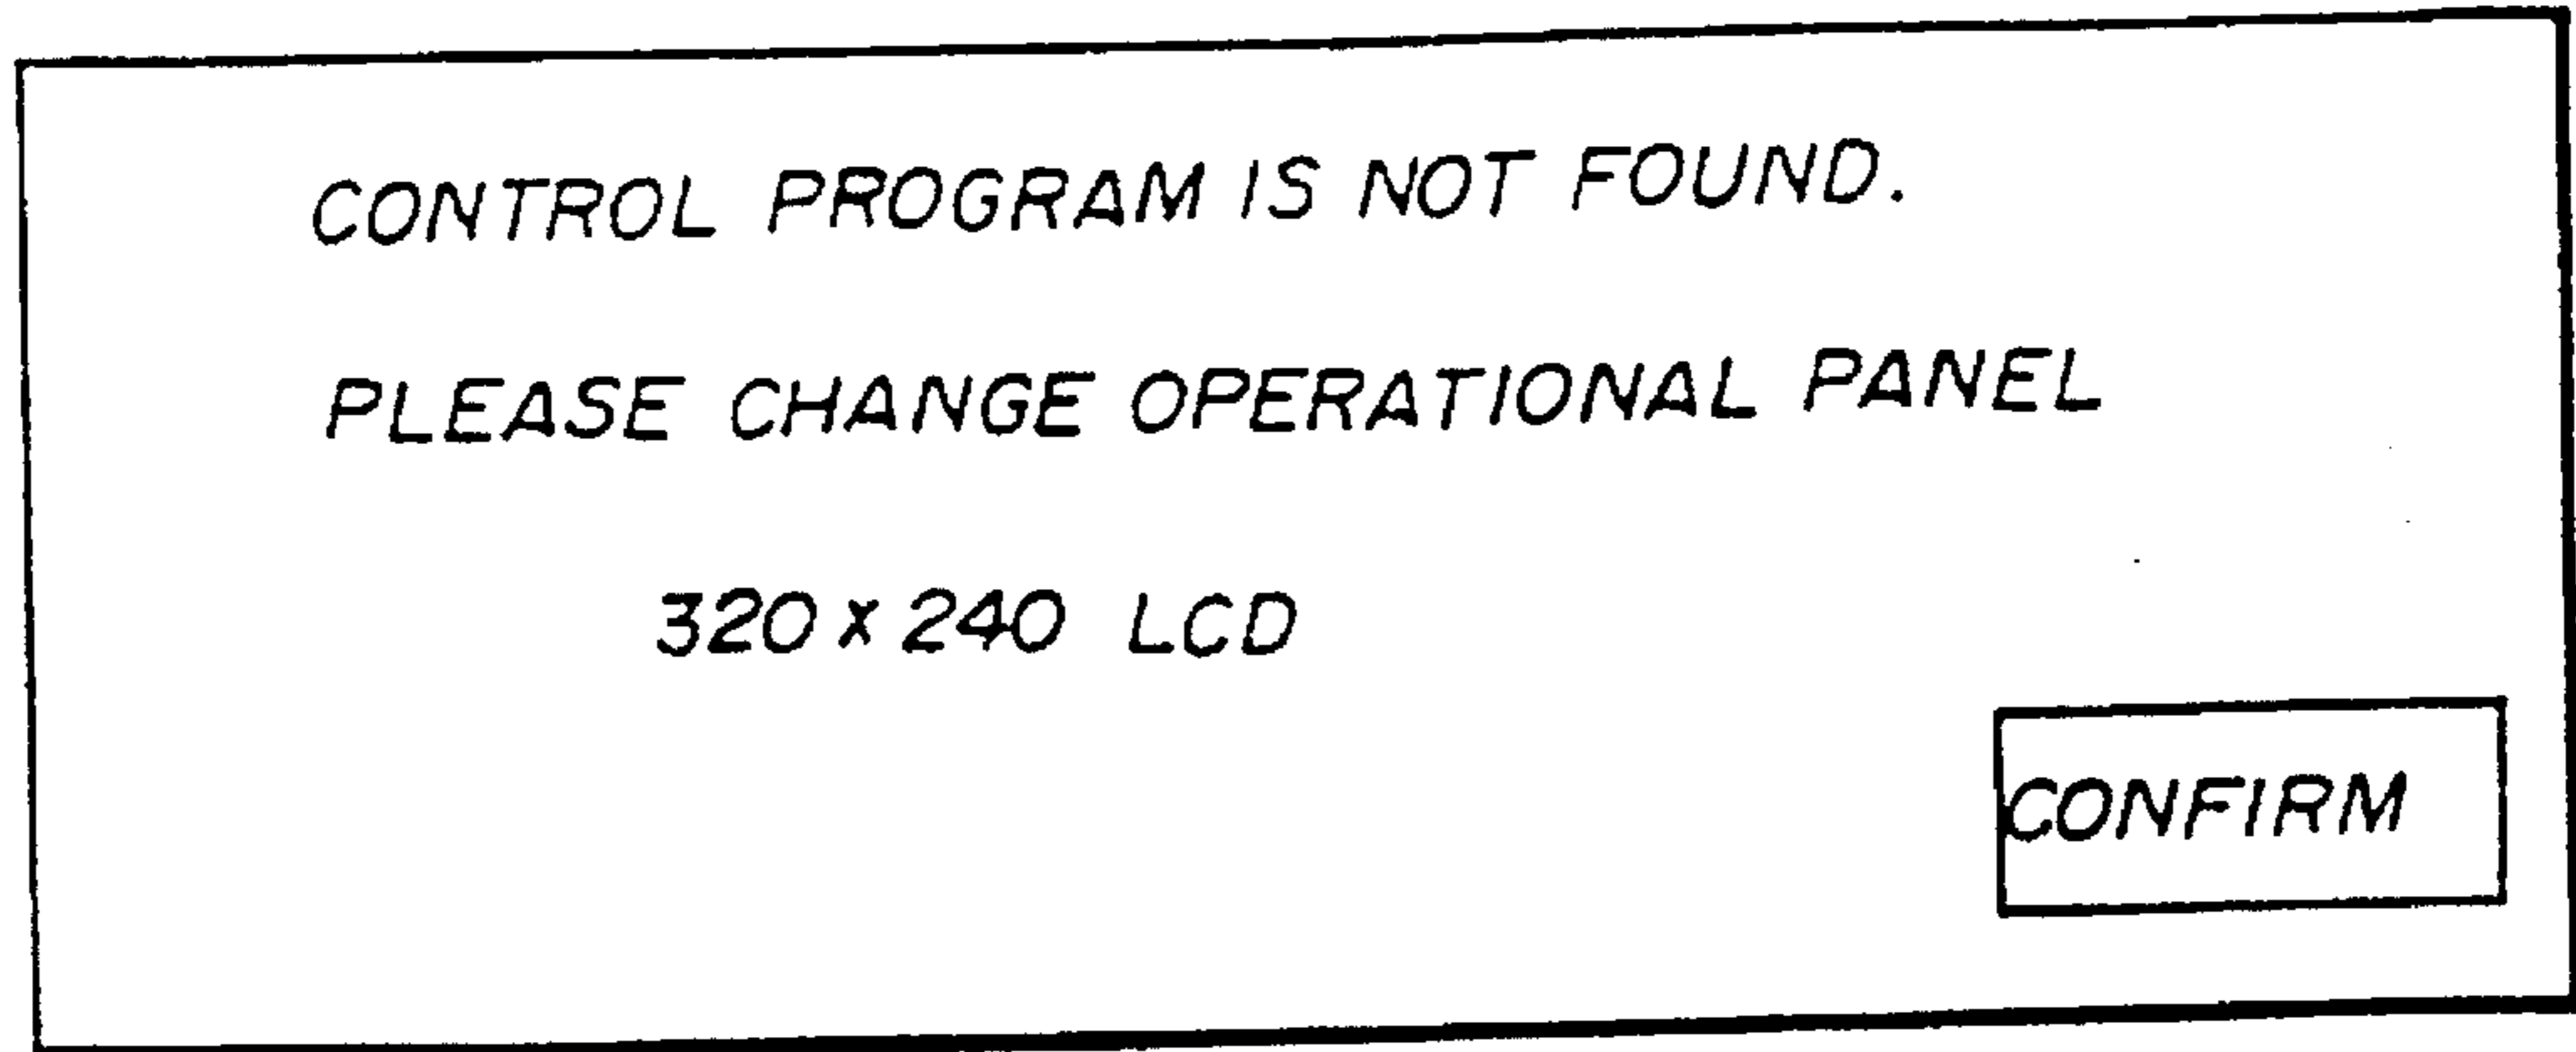 CONTROL PROGRAM IS NOT FOUND.
PLEASE CHANGE OPERATIONAL PANEL
320 x 240 LCD
CONFIRM